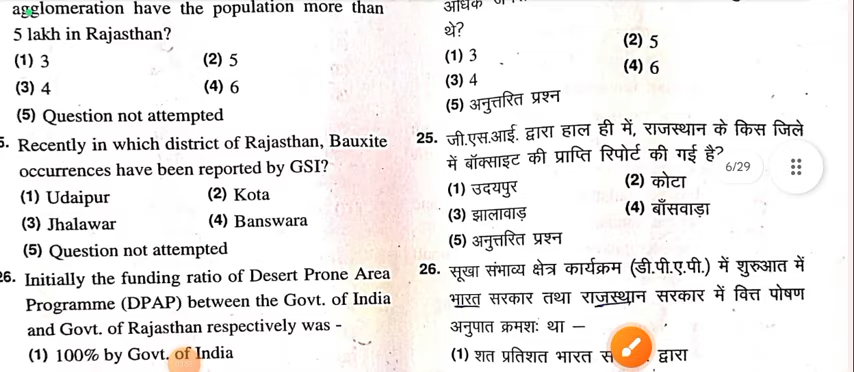 agglomeration have the population more than
5 lakh in Rajasthan?
(1) 3 (2) 5
(3) 4 (4) 6
(5) Question not attempted
5. Recently in which district of Rajasthan, Bauxite
occurrences have been reported by GSI?
(1) Udaipur (2) Kota
(3) Jhalawar (4) Banswara
(5) Question not attempted
26. Initially the funding ratio of Desert Prone Area
Programme (DPAP) between the Govt. of India
and Govt. of Rajasthan respectively was -
(1) 100% by Govt. of India
थे?
(1) 3 (2) 5
(3) 4 (4) 6
(5) अनुत्तरित प्रश्न
25. जी.एस.आई. द्वारा हाल ही में, राजस्थान के किस जिले
में बॉक्साइट की प्राप्ति रिपोर्ट की गई है?
(1) उदयपुर (2) कोटा
(3) झालावाड़ (4) बाँसवाड़ा
(5) अनुत्तरित प्रश्न
26. सूखा संभाव्य क्षेत्र कार्यक्रम (डी.पी.ए.पी.) में शुरुआत में
भारत सरकार तथा राजस्थान सरकार में वित्त पोषण
अनुपात क्रमशः था –
(1) शत प्रतिशत भारत द्वारा
6/29